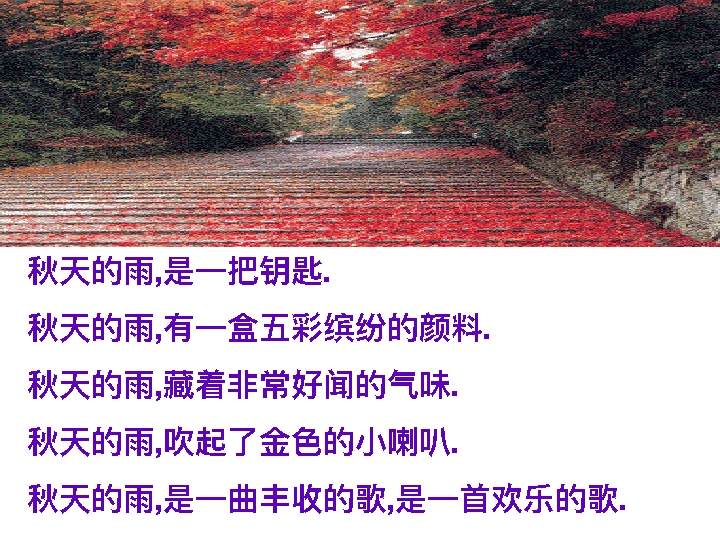 秋天的雨,是一把钥匙.
秋天的雨,有一盒五彩缤纷的颜料.
秋天的雨,藏着非常好闻的气味.
秋天的雨,吹起了金色的小喇叭.
秋天的雨,是一曲丰收的歌,是一首欢乐的歌.